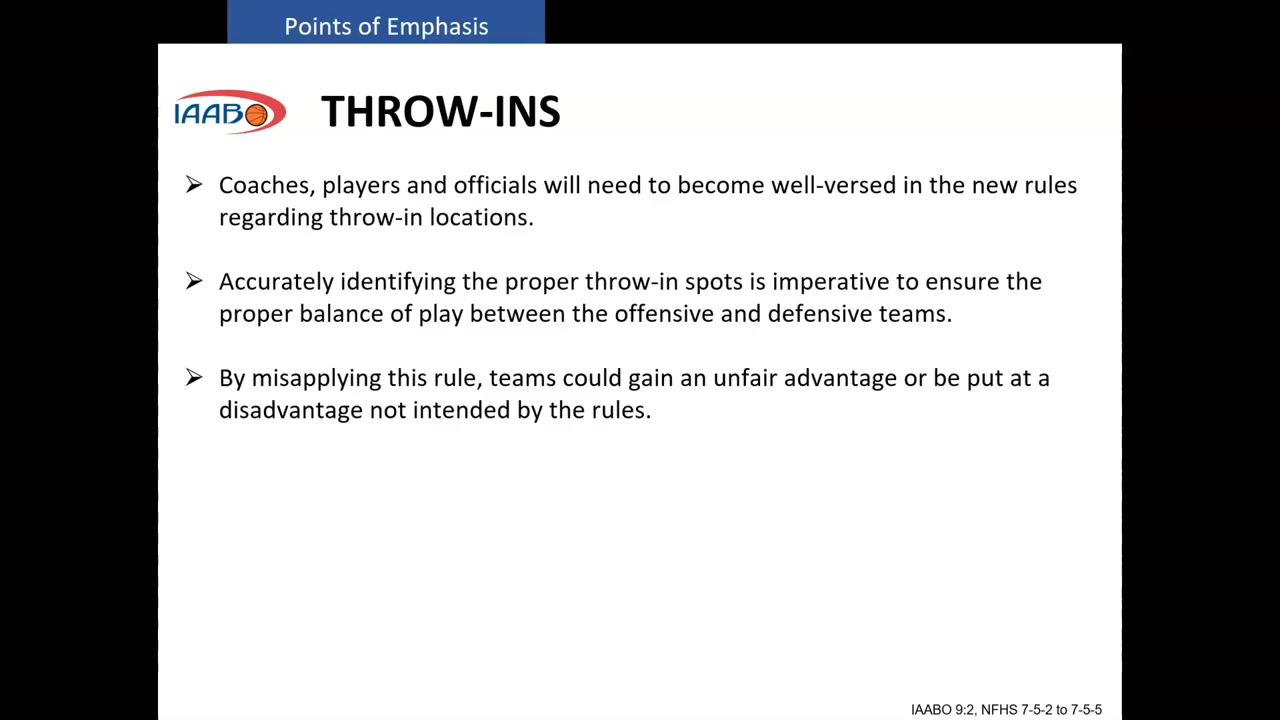 Points of Emphasis
IAABO
THROW-INS
➢ Coaches, players and officials will need to become well-versed in the new rules
regarding throw-in locations.
➢ Accurately identifying the proper throw-in spots is imperative to ensure the
proper balance of play between the offensive and defensive teams.
➢ By misapplying this rule, teams could gain an unfair advantage or be put at a
disadvantage not intended by the rules.
IAABO 9:2, NFHS 7-5-2 to 7-5-5